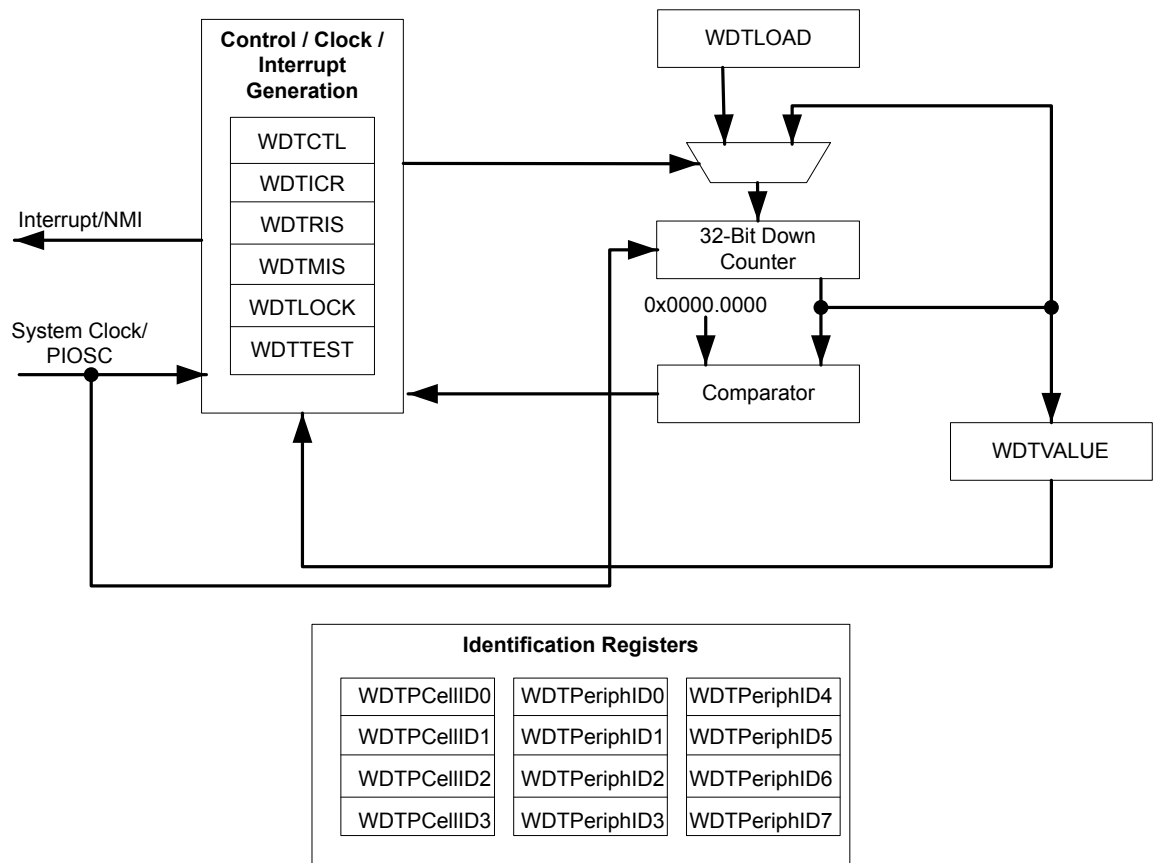 Control / Clock /
Interrupt
Generation
WDTCTL
WDTICR
WDTRIS
WDTMIS
WDTLOCK
WDTTEST
Interrupt/NMI
System Clock/
PIOSC
WDTLOAD
32-Bit Down
Counter
0x0000.0000
Comparator
WDTVALUE
Identification Registers
WDTPCellID0
WDTPeriphID0
WDTPeriphID4
WDTPCellID1
WDTPeriphID1
WDTPeriphID5
WDTPCellID2
WDTPeriphID2
WDTPeriphID6
WDTPCellID3
WDTPeriphID3
WDTPeriphID7